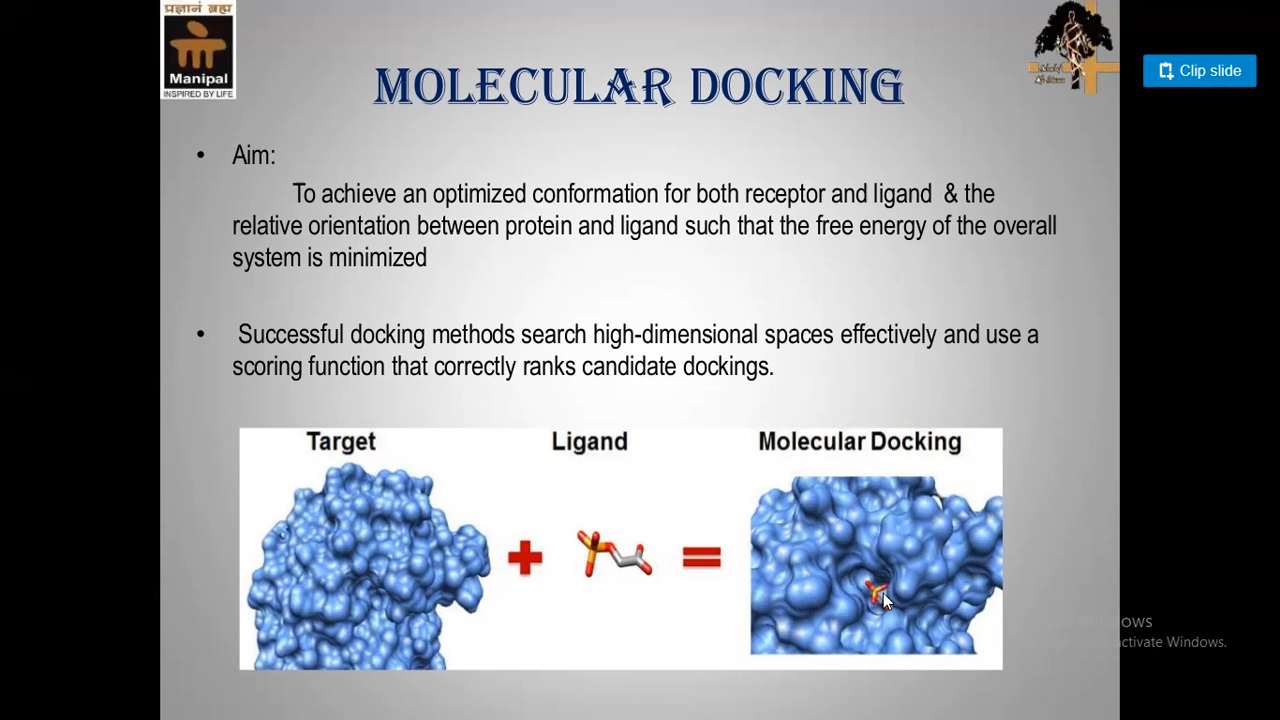 प्रज्ञानं ब्रह्म
Manipal
INSPIRED BY LIFE
MOLECULAR DOCKING
Clip slide
• Aim:
To achieve an optimized conformation for both receptor and ligand & the
relative orientation between protein and ligand such that the free energy of the overall
system is minimized
• Successful docking methods search high-dimensional spaces effectively and use a
scoring function that correctly ranks candidate dockings.
Target
Ligand
Molecular Docking
+
=
Windows.